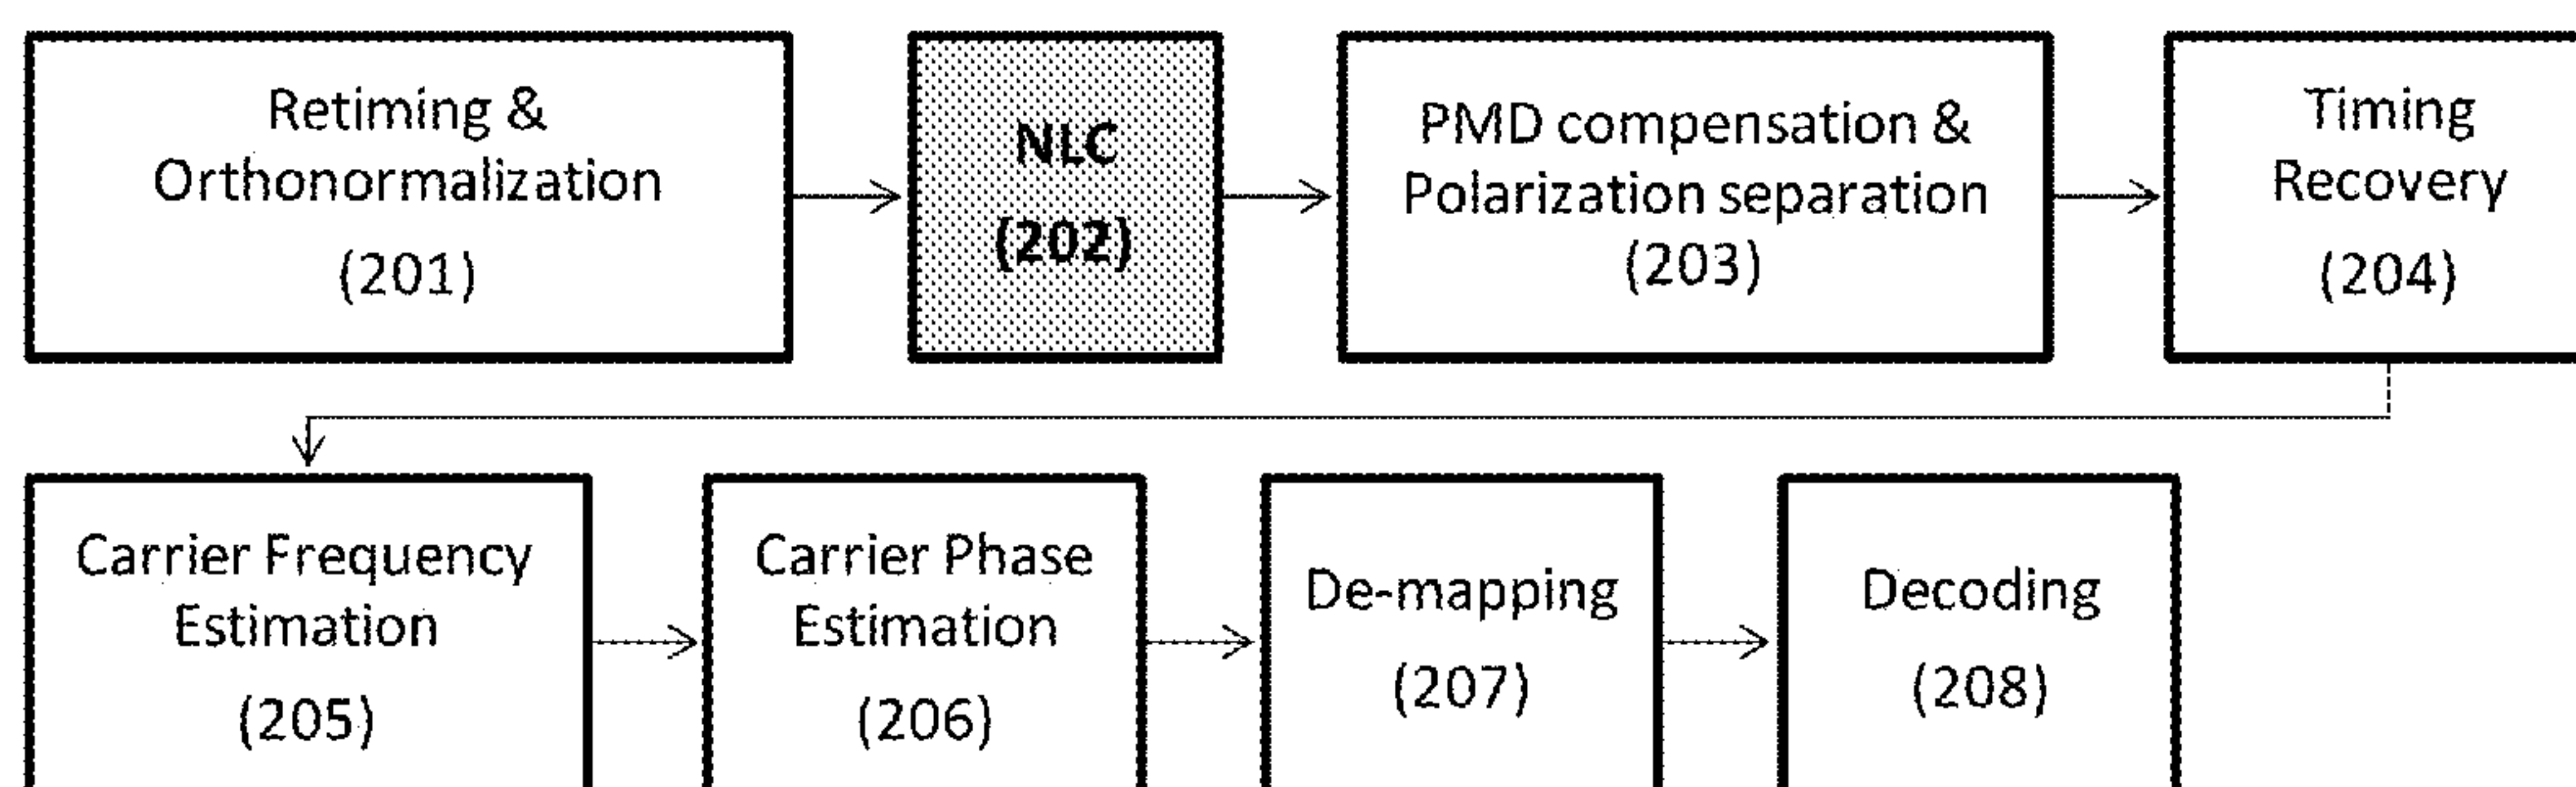 Retiming &
Orthonormalization
(201)
NLC
(202)
PMD compensation &
Polarization separation
(203)
Timing
Recovery
(204)
Carrier Frequency
Estimation
(205)
Carrier Phase
Estimation
(206)
De-mapping
(207)
Decoding
(208)